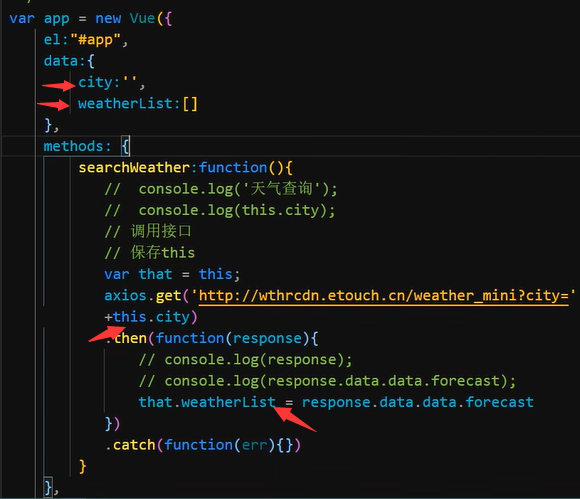 var app = new Vue({
el:"#app",
data:{
city:'',
weatherList:[]
},
methods: {
searchWeather:function(){
//  console.log('天气查询');
//  console.log(this.city);
// 调用接口
// 保存this
var that = this;
axios.get('http://wthrcdn.etouch.cn/weather_mini?city='
+this.city)
.then(function(response){
// console.log(response);
// console.log(response.data.data.forecast);
that.weatherList = response.data.data.forecast
})
.catch(function(err){})
}
},